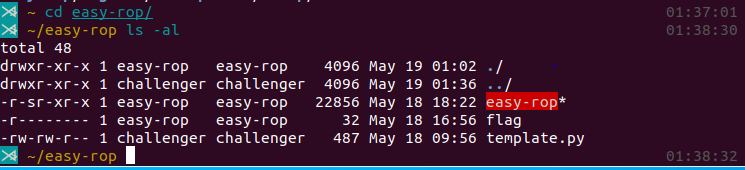 ~ cd easy-rop/ 01:37:01
~/easy-rop ls -al 01:38:30
total 48
drwxr-xr-x 1 easy-rop   easy-rop    4096 May 19 01:02 ./
drwxr-xr-x 1 challenger challenger  4096 May 19 01:36 ../
-r-sr-xr-x 1 easy-rop   easy-rop   22856 May 18 18:22 easy-rop*
-r-------- 1 easy-rop   easy-rop      32 May 18 16:56 flag
-rw-rw-r-- 1 challenger challenger   487 May 18 09:56 template.py
~/easy-rop 01:38:32